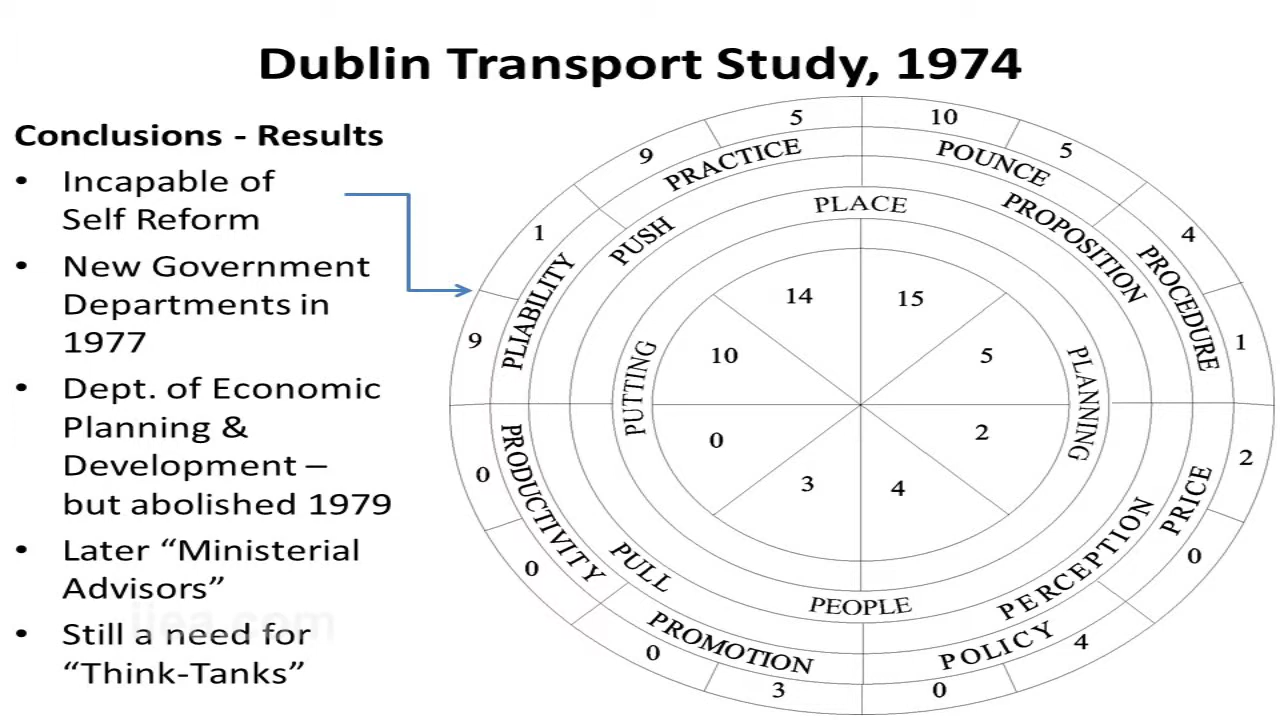 Dublin Transport Study, 1974
Conclusions - Results
• Incapable of
Self Reform
• New Government
Departments in
1977
• Dept. of Economic
Planning &
Development –
but abolished 1979
• Later “Ministerial
Advisors”
• Still a need for
“Think-Tanks”
iiea.com
5
10
9
5
PRACTICE
POUNCE
1
4
PUSH
PLACE
PROPOSITION
PLIABILITY
PROCEDURE
9
1
14
15
10
5
PUTTING
PLANNING
0
2
3
4
0
2
PRODUCTIVITY
PRICE
0
0
PULL
PEOPLE
PERCEPTION
PROMOTION
POLICY
0
4
3
0